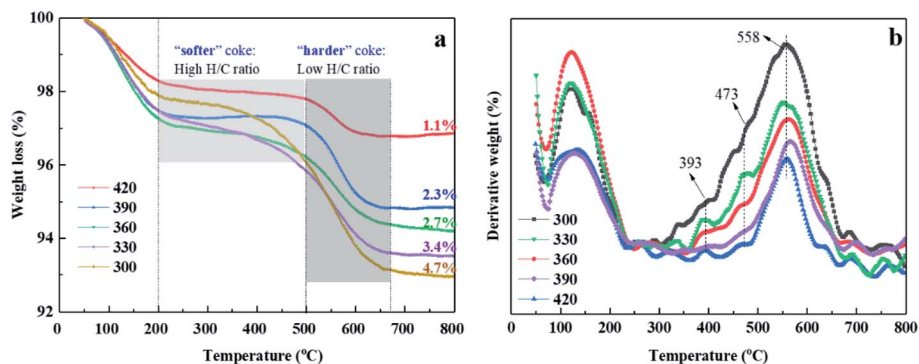 a
"softer" coke:
High H/C ratio
"harder" coke:
Low H/C ratio
100
98
96
94
92
Weight loss (%)
1.1%
2.3%
2.7%
3.4%
4.7%
420
390
360
330
300
0 100 200 300 400 500 600 700 800
Temperature (ºC)
b
558
473
393
Derivative weight (%)
300
330
360
390
420
0 100 200 300 400 500 600 700 800
Temperature (ºC)